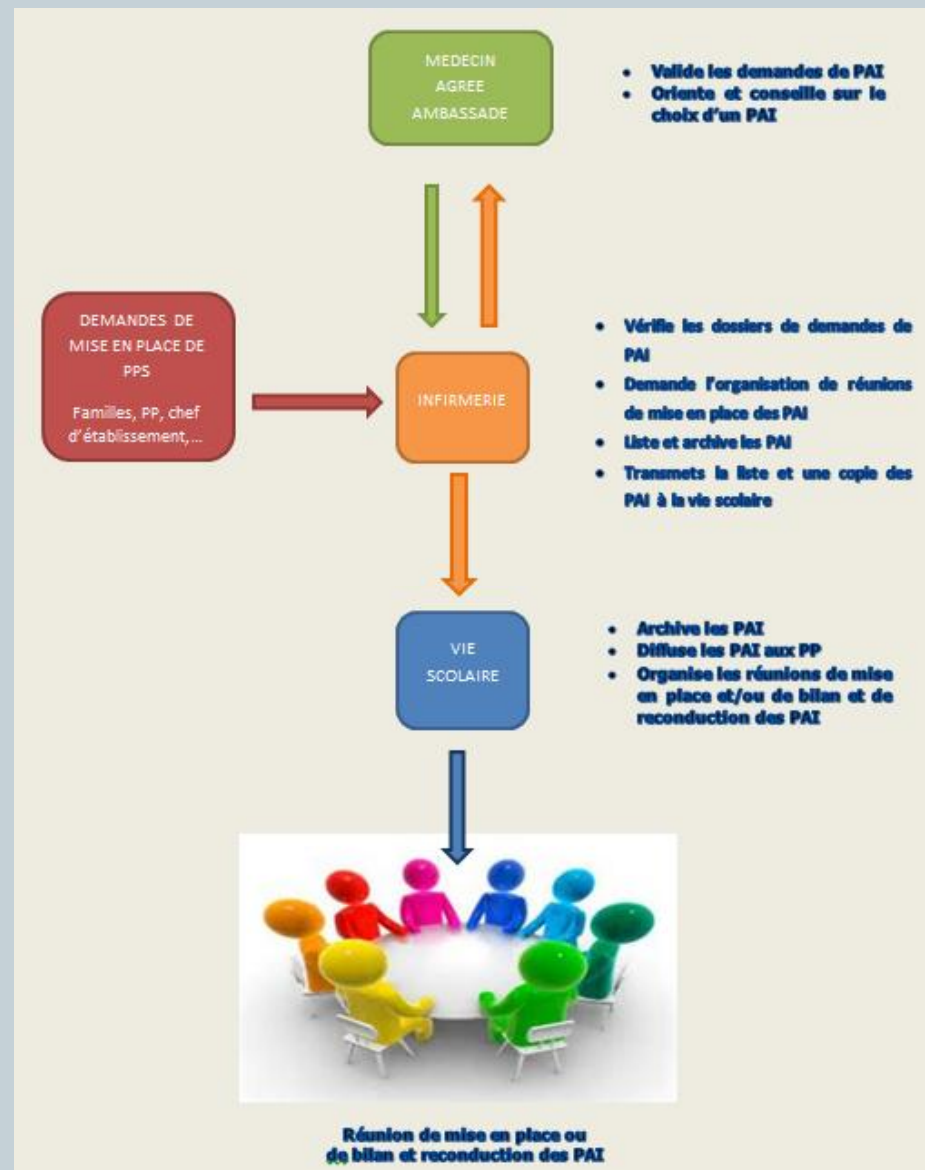 MEDECIN
AGREE
AMBASSADE
• Valide les demandes de PAI
• Oriente et conseille sur le
choix d'un PAI
DEMANDES DE
MISE EN PLACE DE
PPS
Familles, PP, chef
d'établissement,...
INFIRMERIE
• Vérifie les dossiers de demandes de
PAI
• Demande l'organisation de réunions
de mise en place des PAI
• Liste et archive les PAI
• Transmets la liste et une copie des
PAI à la vie scolaire
VIE
SCOLAIRE
• Archive les PAI
• Diffuse les PAI aux PP
• Organise les réunions de mise
en place et/ou de bilan et de
reconduction des PAI
Réunion de mise en place ou
de bilan et reconduction des PAI